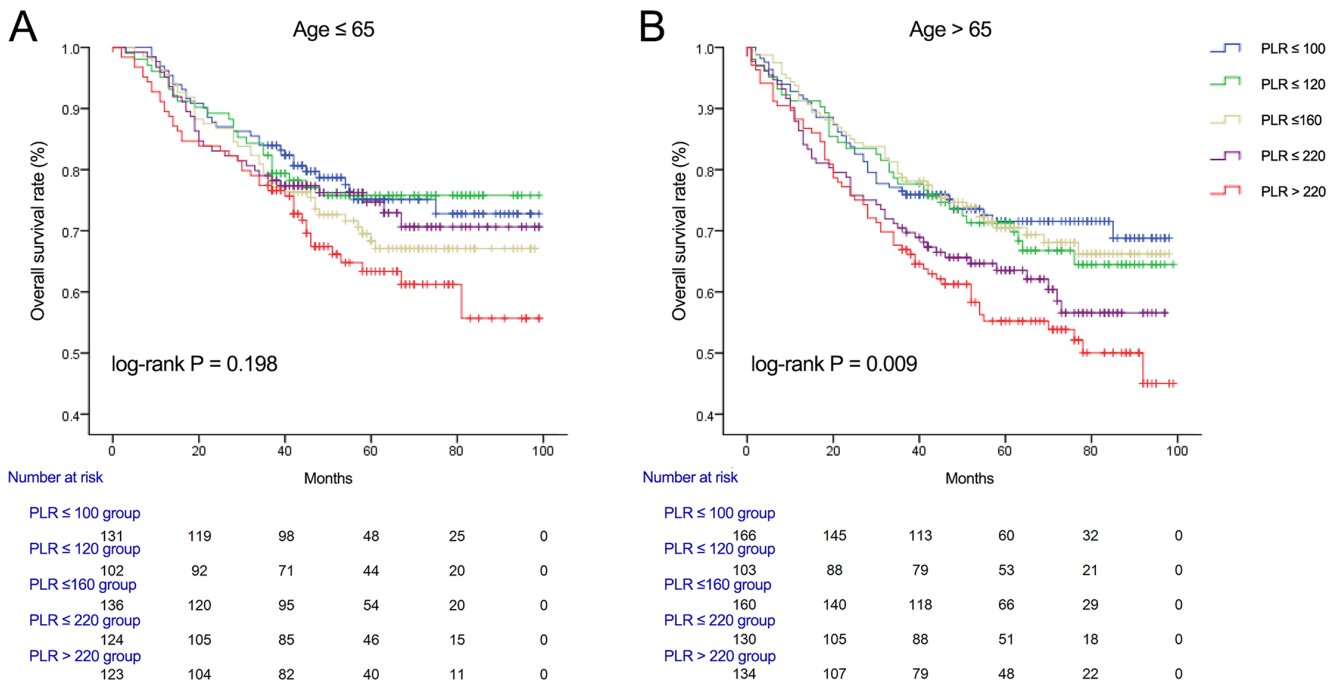 A
Age ≤ 65
Overall survival rate (%)
1.0
0.9
0.8
0.7
0.6
0.5
0.4
log-rank P = 0.198
0 20 40 60 80 100
Months
Number at risk
PLR ≤ 100 group
131 119 98 48 25 0
PLR ≤ 120 group
102 92 71 44 20 0
PLR ≤160 group
136 120 95 54 20 0
PLR ≤ 220 group
124 105 85 46 15 0
PLR > 220 group
123 104 82 40 11 0
B
Age > 65
Overall survival rate (%)
1.0
0.9
0.8
0.7
0.6
0.5
0.4
log-rank P = 0.009
0 20 40 60 80 100
Months
Number at risk
PLR ≤ 100 group
166 145 113 60 32 0
PLR ≤ 120 group
103 88 79 53 21 0
PLR ≤160 group
160 140 118 66 29 0
PLR ≤ 220 group
130 105 88 51 18 0
PLR > 220 group
134 107 79 48 22 0
PLR ≤ 100
PLR ≤ 120
PLR ≤160
PLR ≤ 220
PLR > 220